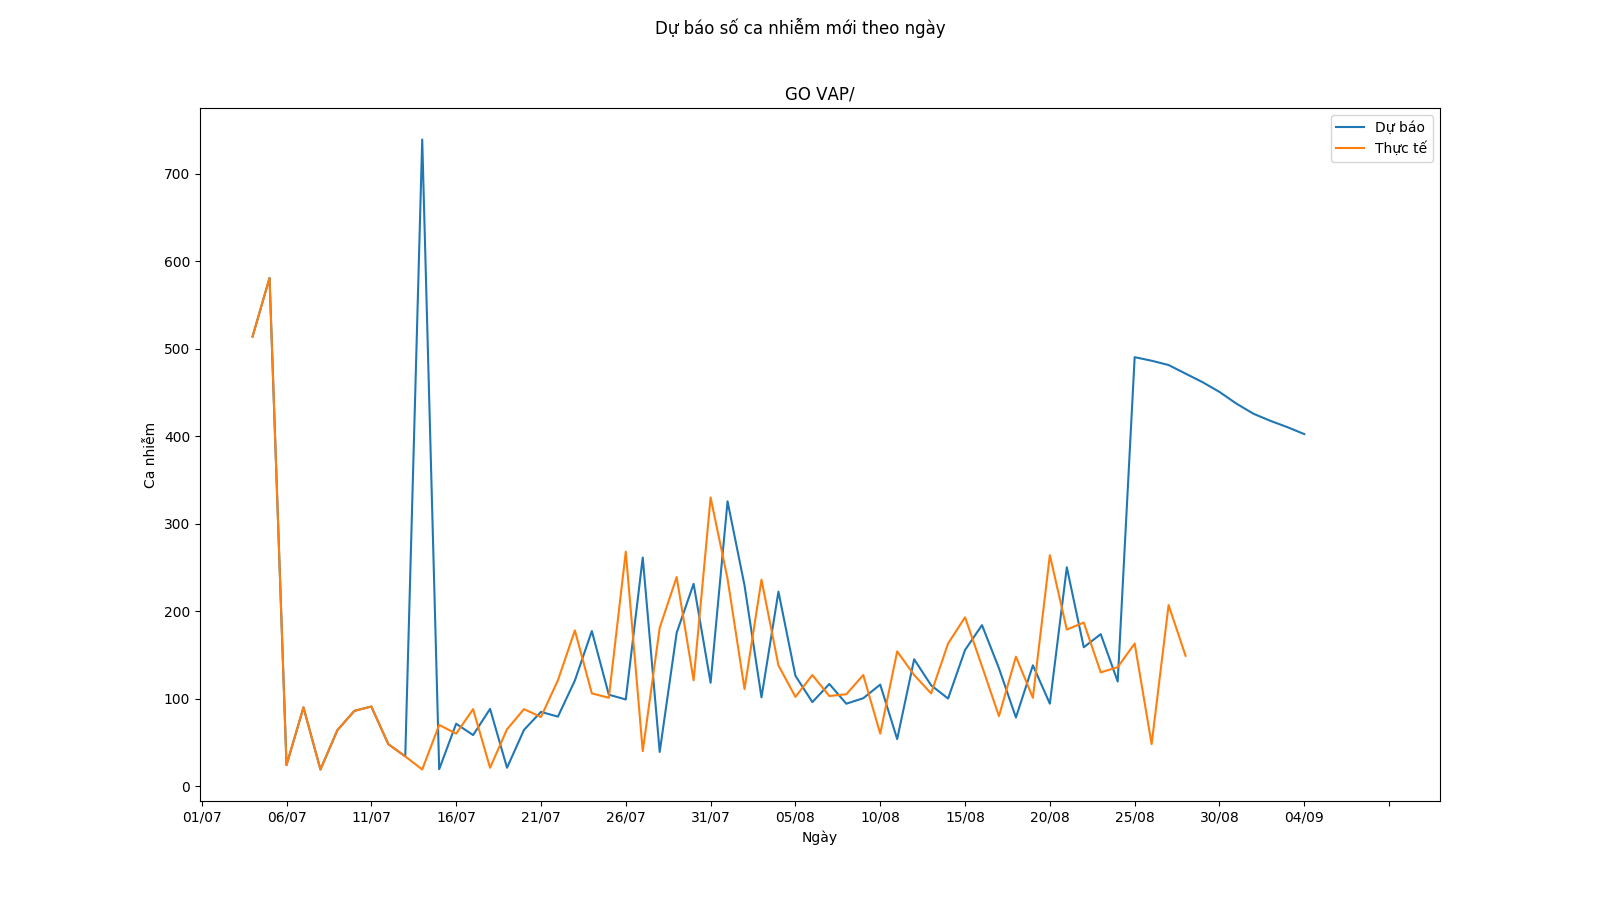 Dự báo số ca nhiễm mới theo ngày
GO VAP/
Dự báo
Thực tế
700
600
500
400
300
200
100
0
Ca nhiễm
01/07 06/07 11/07 16/07 21/07 26/07 31/07 05/08 10/08 15/08 20/08 25/08 30/08 04/09
Ngày